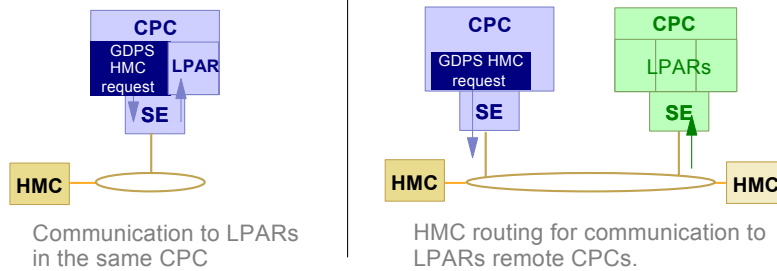 CPC
GDPS
HMC
request
LPAR
SE
HMC
Communication to LPARs
in the same CPC
CPC
GDPS HMC
request
SE
CPC
LPARs
SE
HMC
HMC
HMC routing for communication to
LPARs remote CPCs.